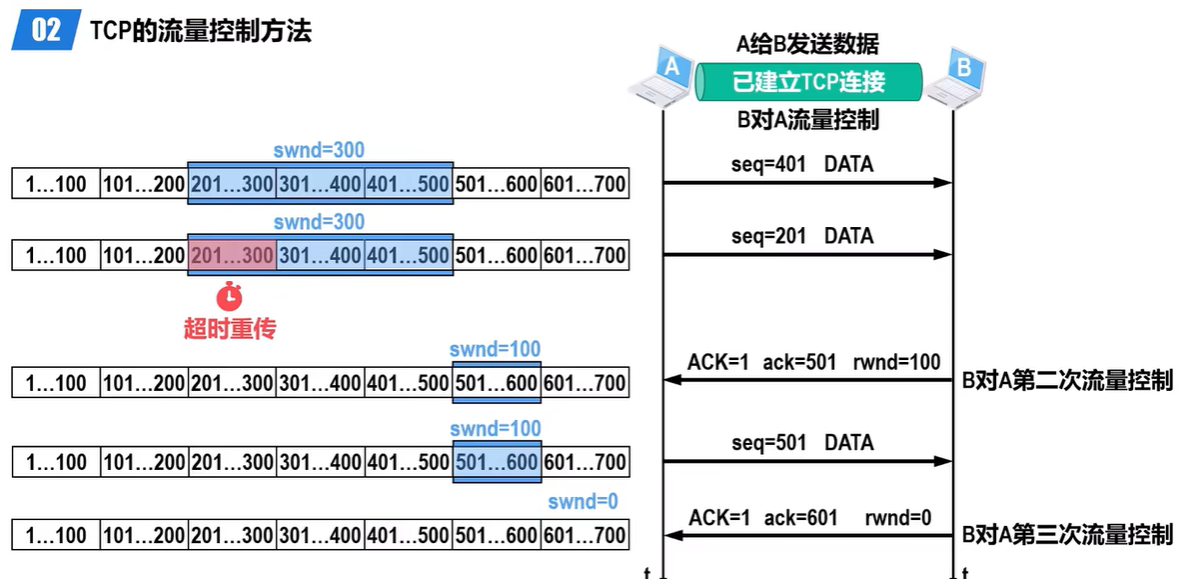 02 TCP的流量控制方法
A给B发送数据
A B
已建立TCP连接
B对A流量控制
swnd=300
1...100 101...200 201...300 301...400 401...500 501...600 601...700
seq=401 DATA
swnd=300
1...100 101...200 201...300 301...400 401...500 501...600 601...700
seq=201 DATA
超时重传
swnd=100
1...100 101...200 201...300 301...400 401...500 501...600 601...700
ACK=1 ack=501 rwnd=100
B对A第二次流量控制
swnd=100
1...100 101...200 201...300 301...400 401...500 501...600 601...700
seq=501 DATA
swnd=0
1...100 101...200 201...300 301...400 401...500 501...600 601...700
ACK=1 ack=601 rwnd=0
B对A第三次流量控制
t t